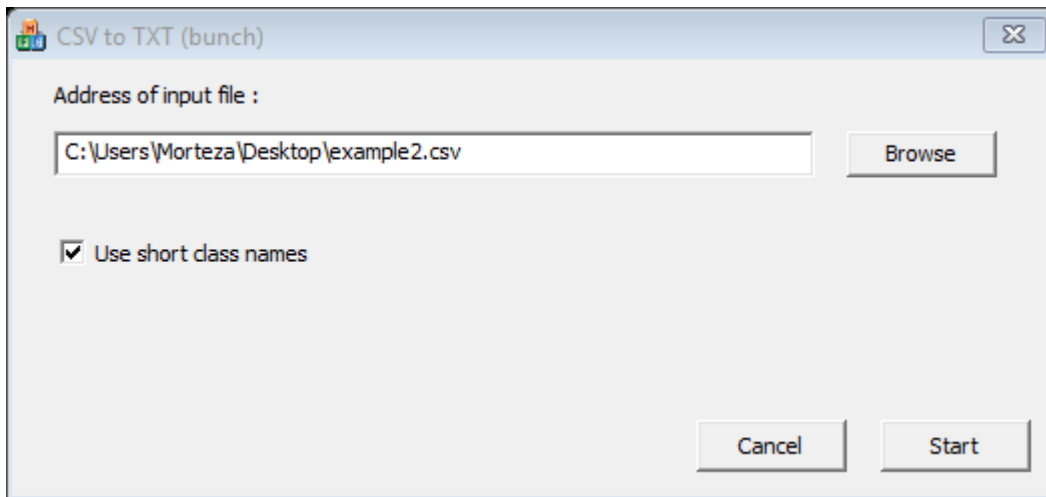 CSV to TXT (bunch)
Address of input file :
C:\Users\Morteza\Desktop\example2.csv
Browse
Use short class names
Cancel
Start